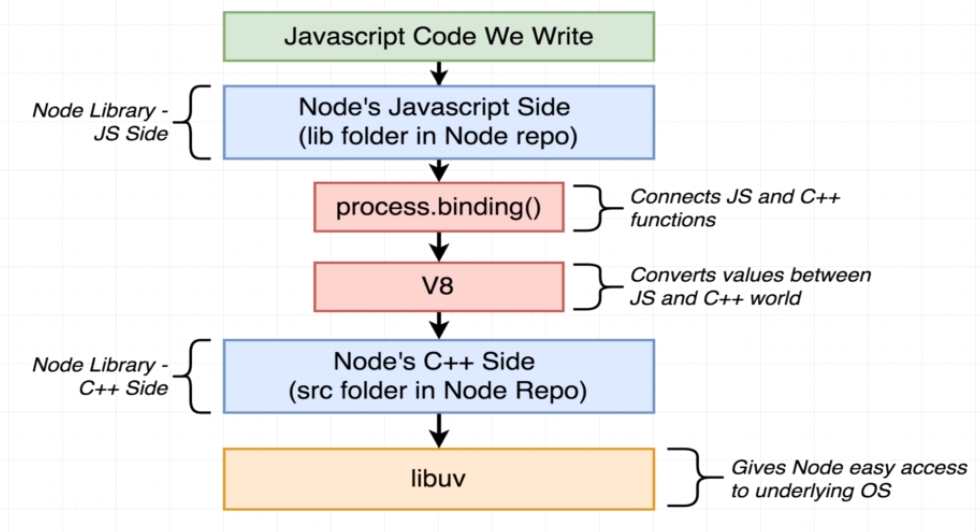 Javascript Code We Write
Node Library -
JS Side
Node's Javascript Side
(lib folder in Node repo)
process.binding()
Connects JS and C++
functions
V8
Converts values between
JS and C++ world
Node Library -
C++ Side
Node's C++ Side
(src folder in Node Repo)
libuv
Gives Node easy access
to underlying OS